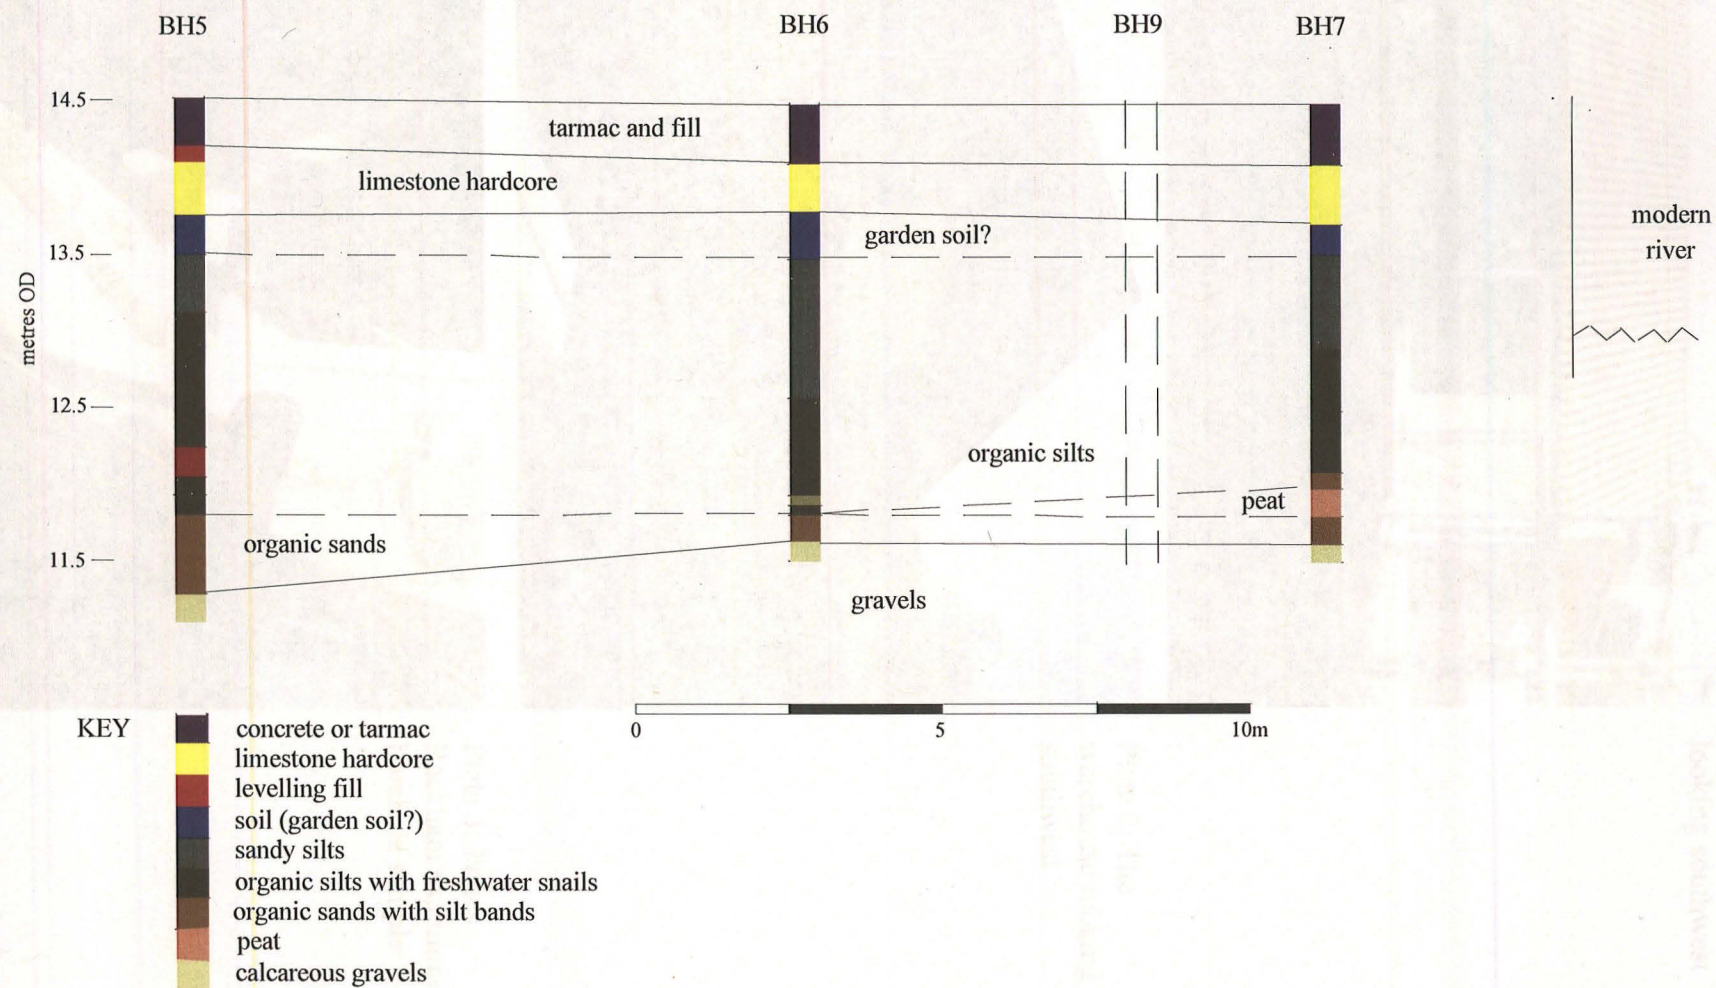 BH5 BH6 BH9 BH7
14.5
tarmac and fill
limestone hardcore
modern
river
garden soil?
13.5
metres OD
12.5
organic silts
peat
organic sands
11.5
gravels
KEY
concrete or tarmac
0 5 10m
limestone hardcore
levelling fill
soil (garden soil?)
sandy silts
organic silts with freshwater snails
organic sands with silt bands
peat
calcareous gravels